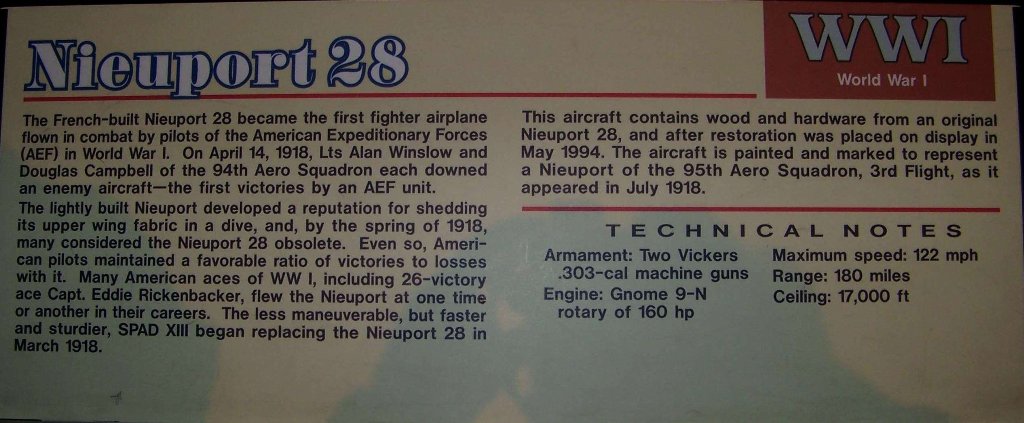 Nieuport 28
WWI
World War I
The French-built Nieuport 28 became the first fighter airplane
flown in combat by pilots of the American Expeditionary Forces
(AEF) in World War I. On April 14, 1918, Lts Alan Winslow and
Douglas Campbell of the 94th Aero Squadron each downed
an enemy aircraft—the first victories by an AEF unit.
The lightly built Nieuport developed a reputation for shedding
its upper wing fabric in a dive, and, by the spring of 1918,
many considered the Nieuport 28 obsolete. Even so, Ameri-
can pilots maintained a favorable ratio of victories to losses
with it. Many American aces of WW I, including 26-victory
ace Capt. Eddie Rickenbacker, flew the Nieuport at one time
or another in their careers. The less maneuverable, but faster
and sturdier, SPAD XIII began replacing the Nieuport 28 in
March 1918.
This aircraft contains wood and hardware from an original
Nieuport 28, and after restoration was placed on display in
May 1994. The aircraft is painted and marked to represent
a Nieuport of the 95th Aero Squadron, 3rd Flight, as it
appeared in July 1918.
TECHNICAL NOTES
Armament: Two Vickers
.303-cal machine guns
Engine: Gnome 9-N
rotary of 160 hp
Maximum speed: 122 mph
Range: 180 miles
Ceiling: 17,000 ft